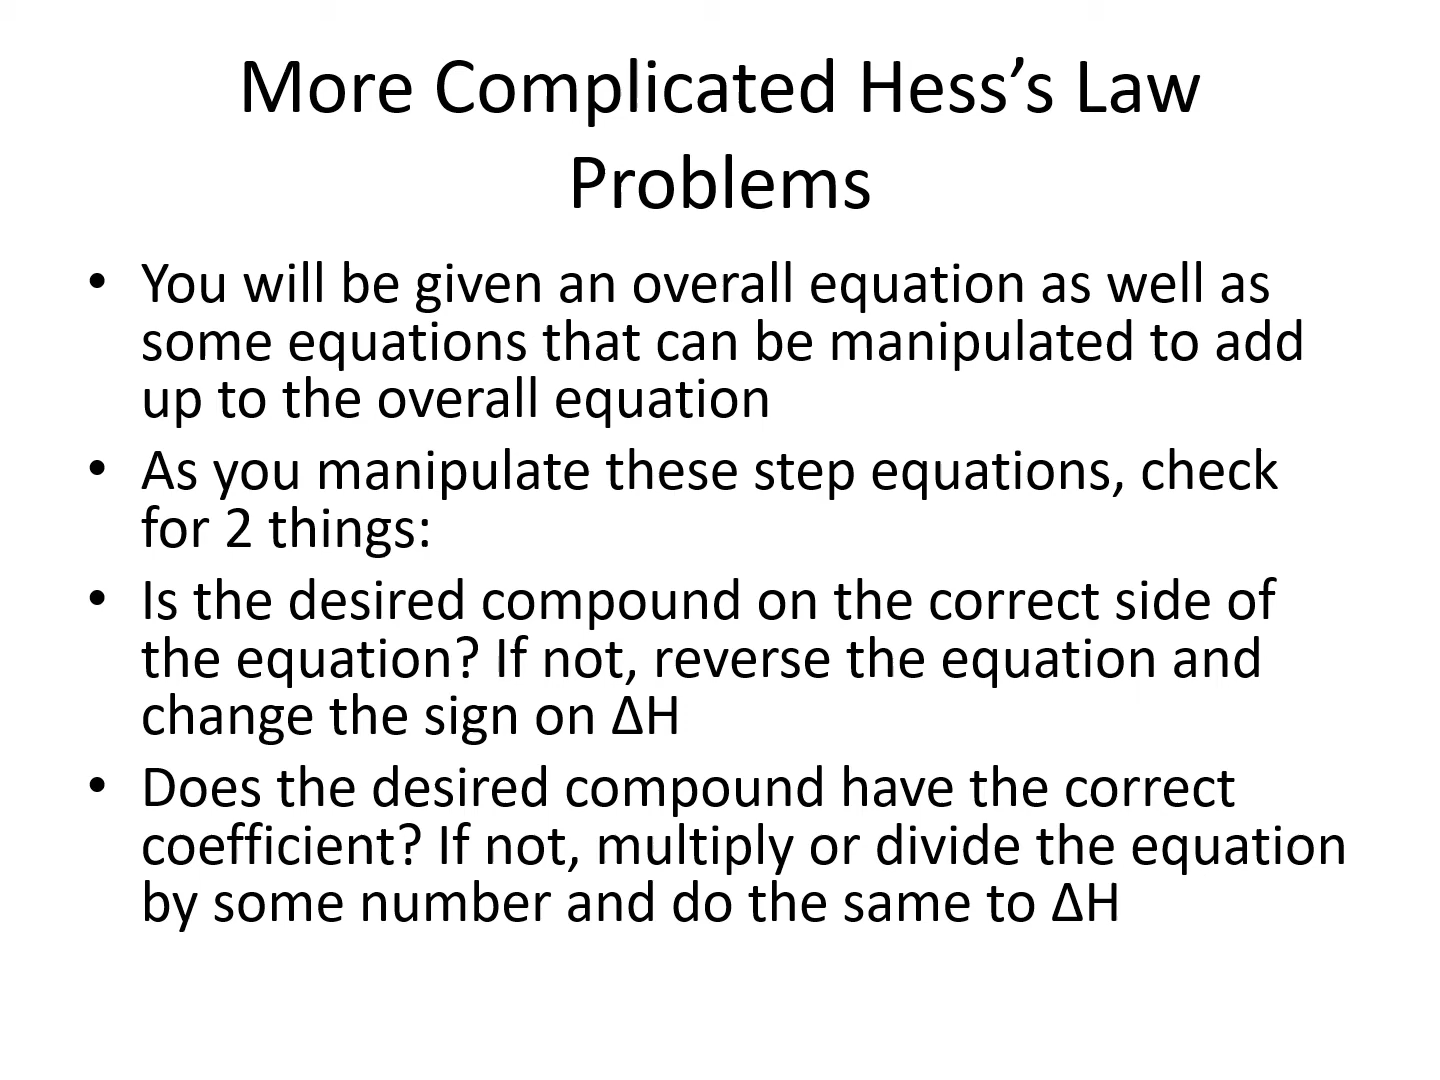 More Complicated Hess’s Law
Problems
• You will be given an overall equation as well as
some equations that can be manipulated to add
up to the overall equation
• As you manipulate these step equations, check
for 2 things:
• Is the desired compound on the correct side of
the equation? If not, reverse the equation and
change the sign on ΔH
• Does the desired compound have the correct
coefficient? If not, multiply or divide the equation
by some number and do the same to ΔH